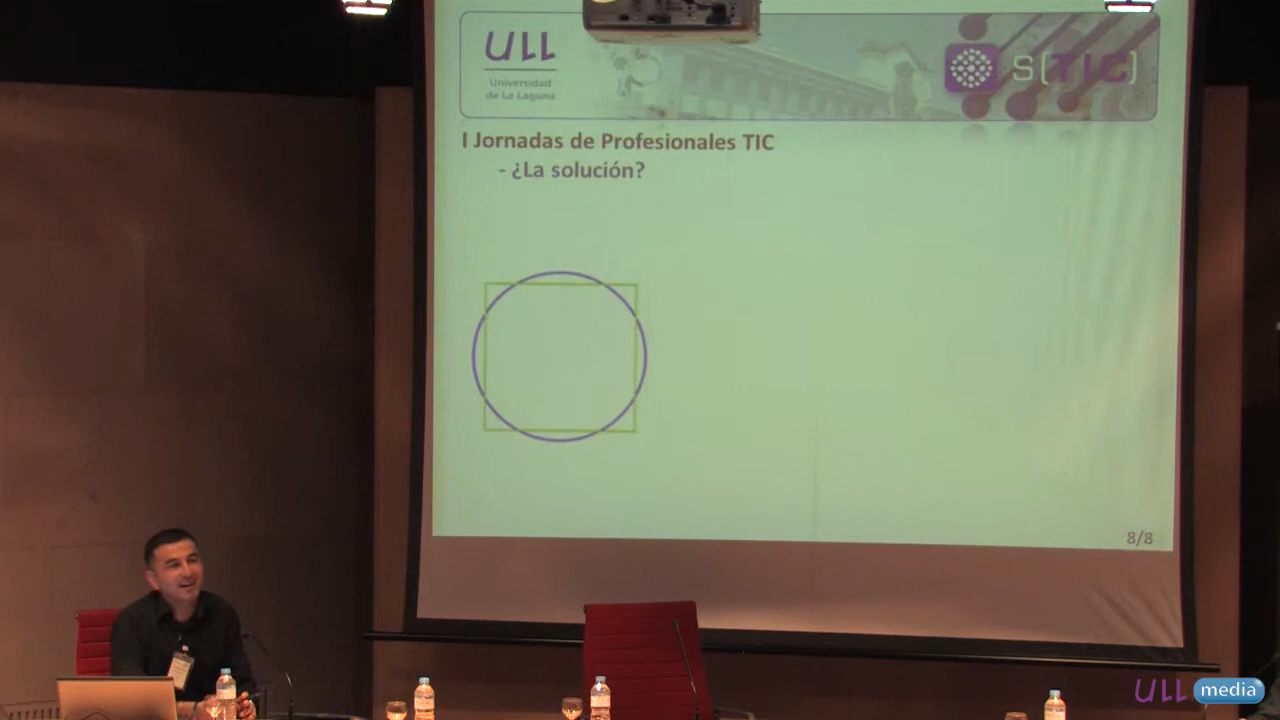 ULL
Universidad
de La Laguna
S(TIC)
I Jornadas de Profesionales TIC
- ¿La solución?
8/8
ULL media